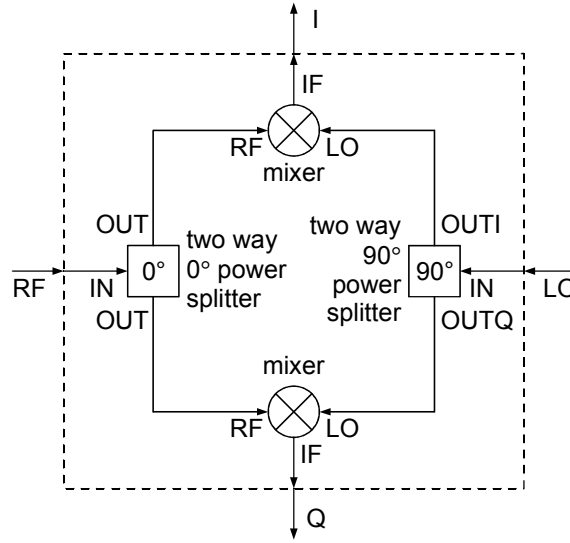 I
IF
RF
LO
mixer
OUT
two way
0° power
splitter
0°
RF
IN
OUT
two way
90°
power
splitter
OUTI
90°
IN
LO
OUTQ
mixer
RF
LO
IF
Q